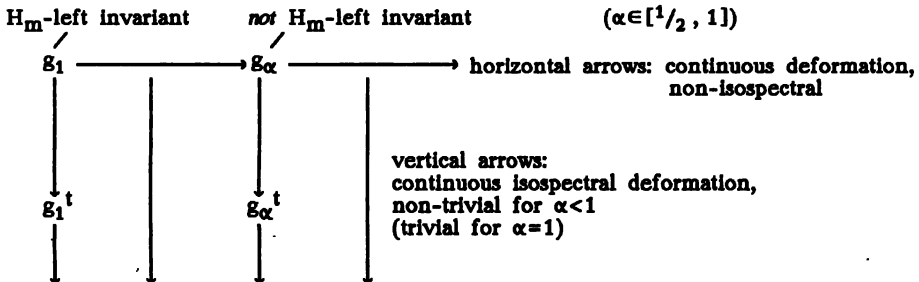 H_m-left invariant not H_m-left invariant (α∈[1/2 , 1])
g_1 g_α horizontal arrows: continuous deformation,
non-isospectral
vertical arrows:
continuous isospectral deformation,
g_1^t g_α^t non-trivial for α<1
(trivial for α=1)